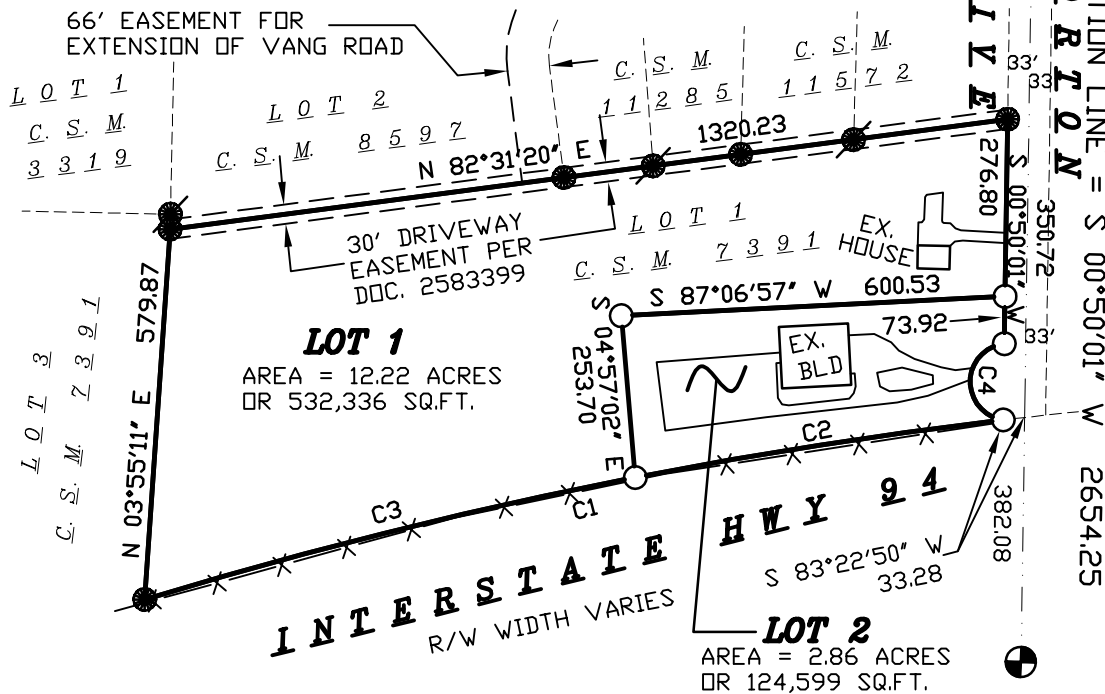 66' EASEMENT FOR
EXTENSION OF VANG ROAD
LOT 1
C. S. M.
3319
LOT 2
C. S. M. 8597
C. S. M.
11285
C. S. M.
11572
N 82°31'20" E
1320.23
30' DRIVEWAY
EASEMENT PER
DOC. 2583399
LOT 1
C. S. M. 7391
EX.
HOUSE
33'
33'
IVE
RTON
TION LINE = S 00°50'01" W 2654.25
276.80
S 00°50'01" W
350.72
N 03°55'11" E 579.87
LOT 3
C. S. M. 7391
LOT 1
AREA = 12.22 ACRES
OR 532,336 SQ.FT.
S 87°06'57" W 600.53
73.92
33'
S 04°57'02" E
253.70
EX.
BLD
C4
C2
C3
C1
INTERSTATE HWY 94
R/W WIDTH VARIES
S 83°22'50" W
33.28
382.08
LOT 2
AREA = 2.86 ACRES
OR 124,599 SQ.FT.